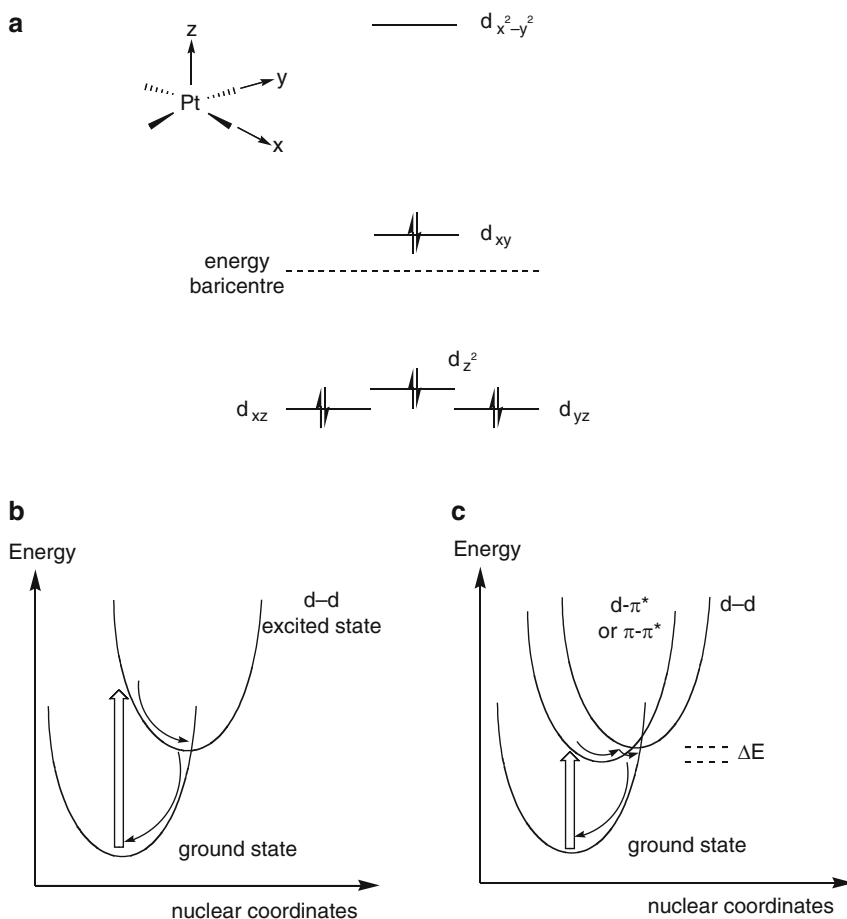 a
z
y
Pt
x
d x²–y²
d xy
energy
baricentre
d z²
d xz
d yz
b
Energy
d–d
excited state
ground state
nuclear coordinates
c
Energy
d-π*
or π-π*
d–d
ΔE
ground state
nuclear coordinates